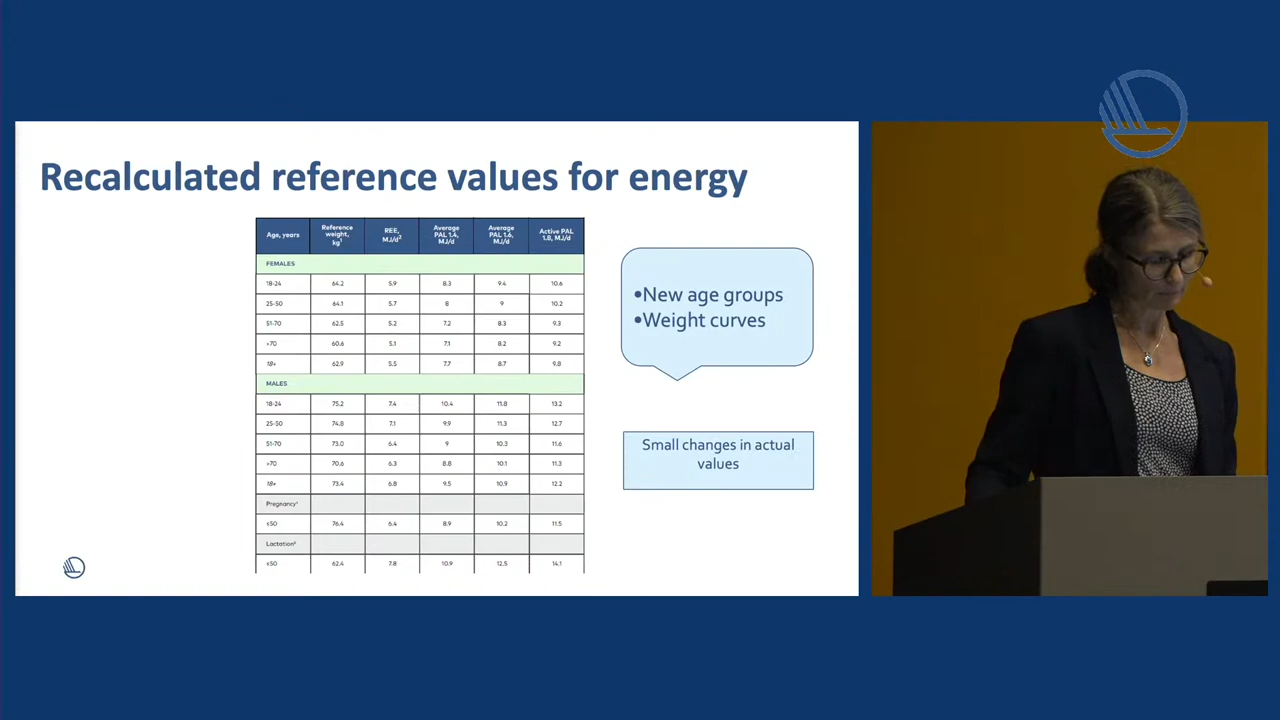 Recalculated reference values for energy
Age, years Reference weight, kg¹ REE, MJ/d² Average PAL 1.4, MJ/d Average PAL 1.6, MJ/d Active PAL 1.8, MJ/d
FEMALES
18-24 64.2 5.9 8.3 9.4 10.6
25-50 64.1 5.7 8 9 10.2
51-70 62.5 5.2 7.2 8.3 9.3
>70 60.6 5.1 7.1 8.2 9.2
18+ 62.9 5.5 7.7 8.7 9.8
MALES
18-24 75.2 7.4 10.4 11.8 13.2
25-50 74.8 7.1 9.9 11.3 12.7
51-70 73.0 6.4 9 10.3 11.6
>70 70.6 6.3 8.8 10.1 11.3
18+ 73.4 6.8 9.5 10.9 12.2
Pregnancy
≤50 76.4 6.4 8.9 10.2 11.5
Lactation
≤50 62.4 7.8 10.9 12.5 14.1
•New age groups
•Weight curves
Small changes in actual
values